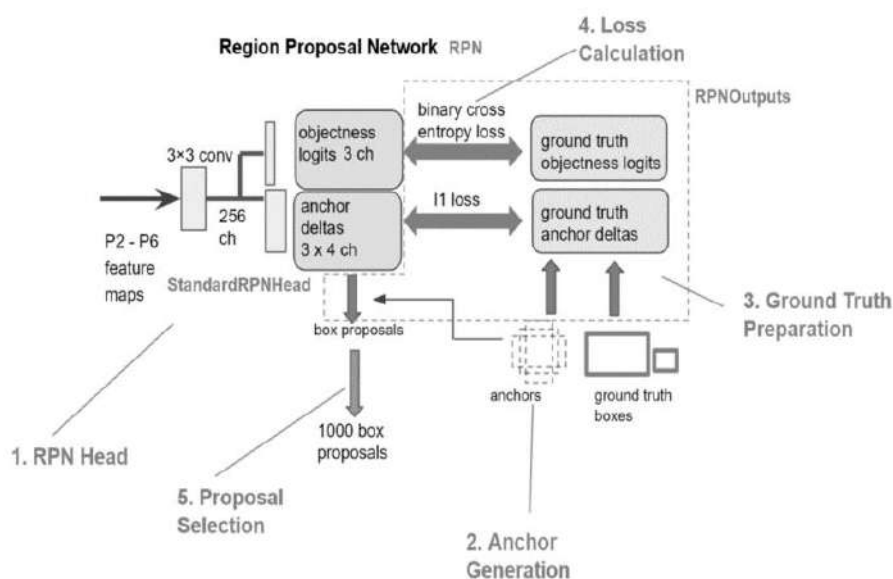 4. Loss
Calculation
Region Proposal Network RPN
RPNOutputs
binary cross
entropy loss
objectness
logits 3 ch
ground truth
objectness logits
3×3 conv
l1 loss
anchor
deltas
3 x 4 ch
ground truth
anchor deltas
256
ch
P2 - P6
feature
maps
StandardRPNHead
3. Ground Truth
Preparation
box proposals
anchors
ground truth
boxes
1000 box
proposals
1. RPN Head
5. Proposal
Selection
2. Anchor
Generation